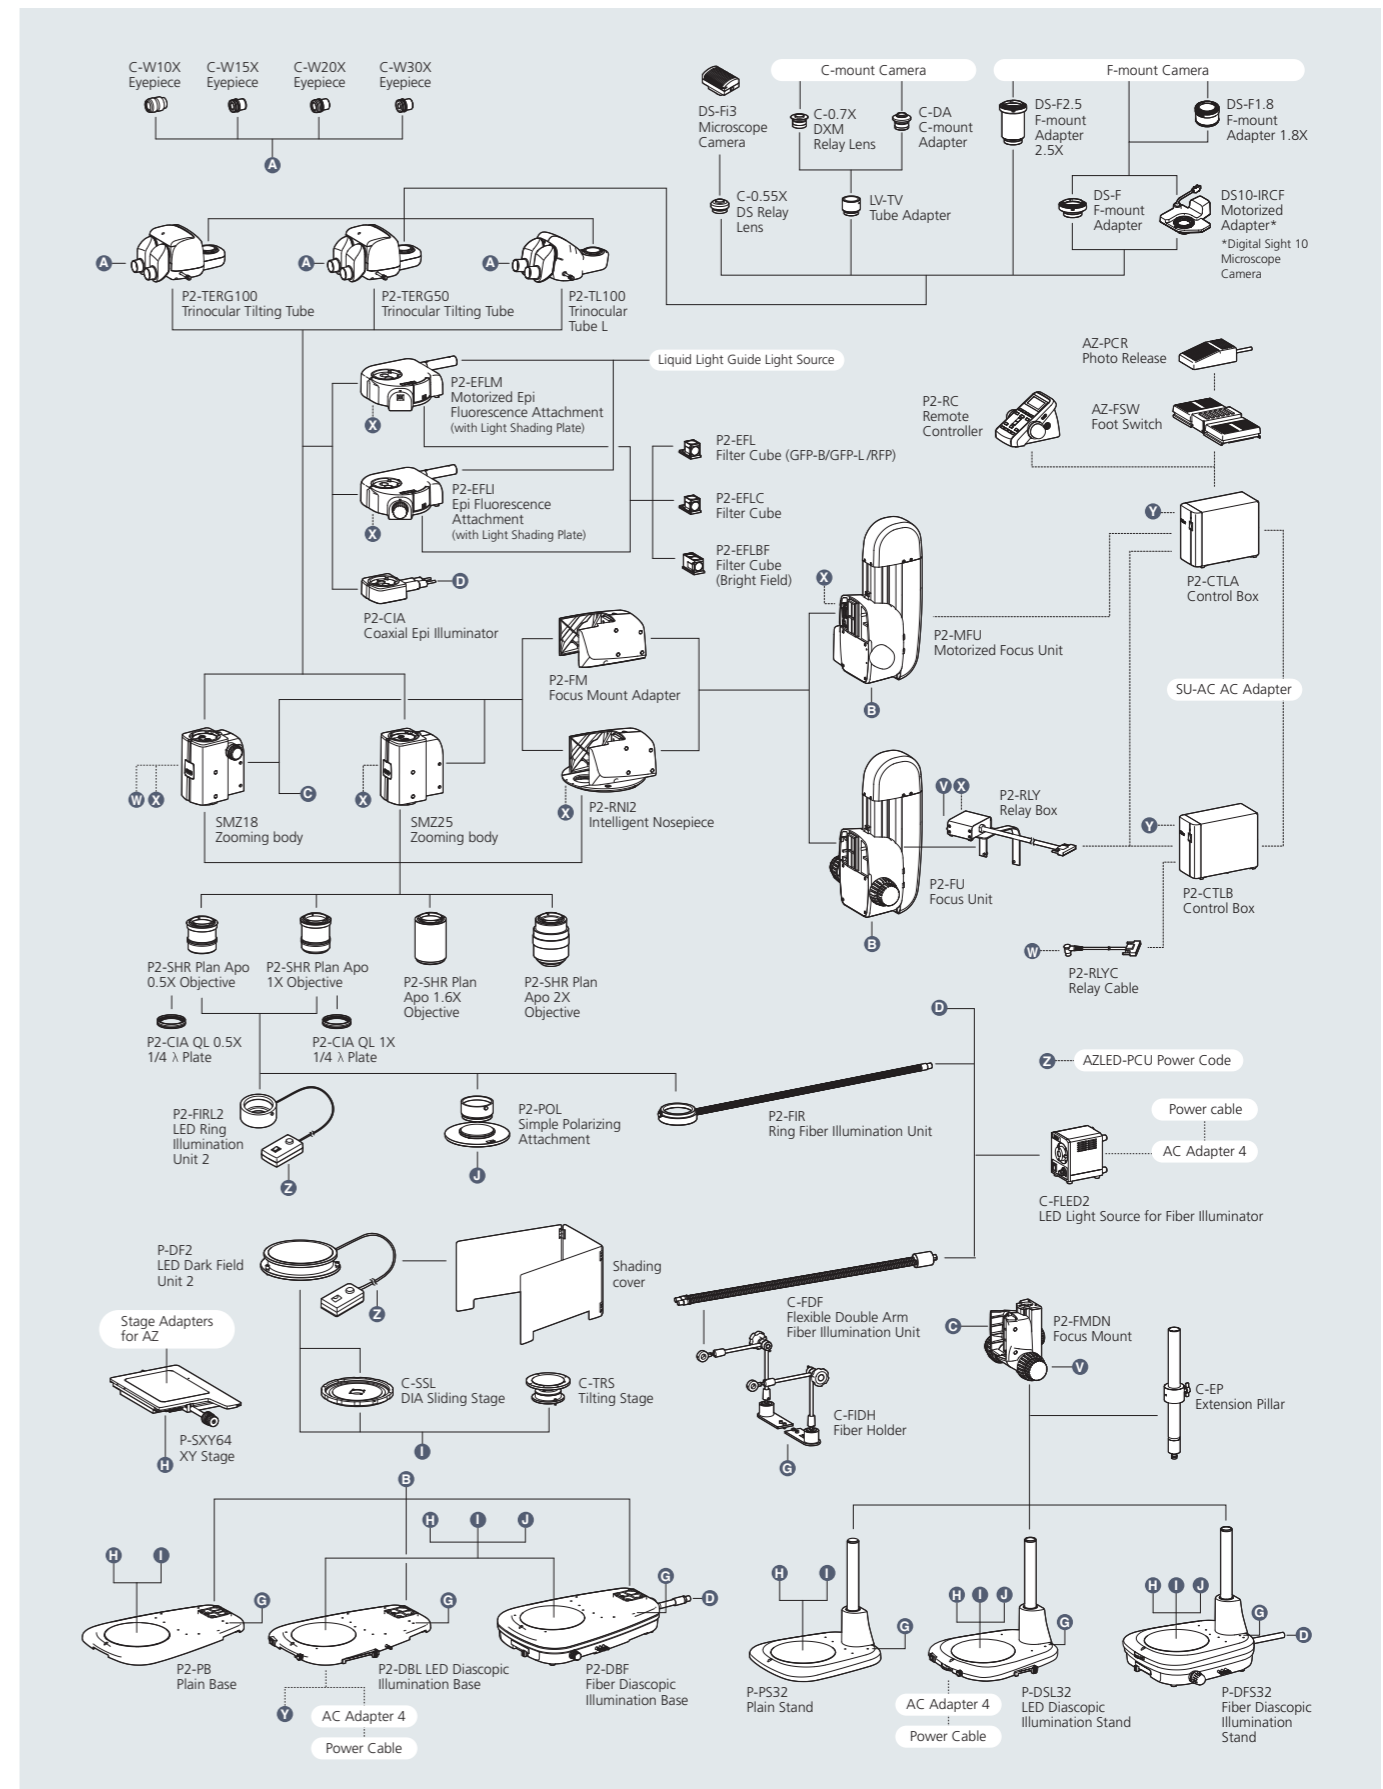 C-W10X
Eyepiece
C-W15X
Eyepiece
C-W20X
Eyepiece
C-W30X
Eyepiece
A
C-mount Camera
F-mount Camera
DS-Fi3
Microscope
Camera
C-0.7X
DXM
Relay Lens
C-DA
C-mount
Adapter
DS-F2.5
F-mount
Adapter
2.5X
DS-F1.8
F-mount
Adapter 1.8X
C-0.55X
DS Relay
Lens
LV-TV
Tube Adapter
DS-F
F-mount
Adapter
DS10-IRCF
Motorized
Adapter*
*Digital Sight 10
Microscope
Camera
A
A
A
P2-TERG100
Trinocular Tilting Tube
P2-TERG50
Trinocular Tilting Tube
P2-TL100
Trinocular
Tube L
Liquid Light Guide Light Source
P2-EFLM
Motorized Epi
Fluorescence Attachment
(with Light Shading Plate)
X
AZ-PCR
Photo Release
P2-RC
Remote
Controller
AZ-FSW
Foot Switch
P2-EFL
Filter Cube (GFP-B/GFP-L/RFP)
P2-EFLI
Epi Fluorescence
Attachment
(with Light Shading Plate)
X
P2-EFLC
Filter Cube
P2-EFLBF
Filter Cube
(Bright Field)
Y
P2-CTLA
Control Box
D
P2-CIA
Coaxial Epi Illuminator
X
P2-MFU
Motorized Focus Unit
B
P2-FM
Focus Mount Adapter
SU-AC AC Adapter
W
X
C
X
X
SMZ18
Zooming body
SMZ25
Zooming body
P2-RNI2
Intelligent Nosepiece
V
X
P2-RLY
Relay Box
Y
P2-FU
Focus Unit
B
P2-CTLB
Control Box
W
P2-RLYC
Relay Cable
P2-SHR Plan Apo
0.5X Objective
P2-SHR Plan Apo
1X Objective
P2-SHR Plan
Apo 1.6X
Objective
P2-SHR Plan
Apo 2X
Objective
P2-CIA QL 0.5X
1/4 λ Plate
P2-CIA QL 1X
1/4 λ Plate
D
Z
AZLED-PCU Power Code
P2-FIRL2
LED Ring
Illumination
Unit 2
Z
P2-POL
Simple Polarizing
Attachment
J
P2-FIR
Ring Fiber Illumination Unit
Power cable
AC Adapter 4
C-FLED2
LED Light Source for Fiber Illuminator
P-DF2
LED Dark Field
Unit 2
Z
Shading
cover
C-FDF
Flexible Double Arm
Fiber Illumination Unit
C
P2-FMDN
Focus Mount
V
Stage Adapters
for AZ
C-SSL
DIA Sliding Stage
C-TRS
Tilting Stage
C-FIDH
Fiber Holder
G
C-EP
Extension Pillar
P-SXY64
XY Stage
H
I
B
H
I
J
H
I
G
G
G
D
P2-PB
Plain Base
P2-DBL LED Diascopic
Illumination Base
P2-DBF
Fiber Diascopic
Illumination Base
Y
AC Adapter 4
Power Cable
H
I
G
H
I
J
G
H
I
J
G
D
P-PS32
Plain Stand
AC Adapter 4
Power Cable
P-DSL32
LED Diascopic
Illumination Stand
P-DFS32
Fiber Diascopic
Illumination
Stand